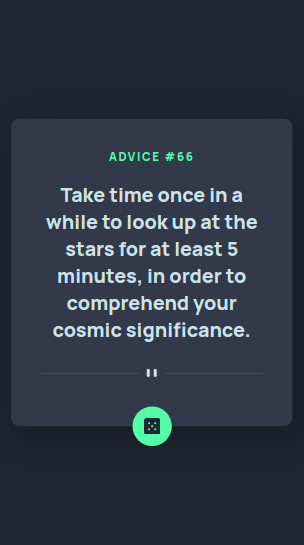 ADVICE #66
Take time once in a
while to look up at the
stars for at least 5
minutes, in order to
comprehend your
cosmic significance.